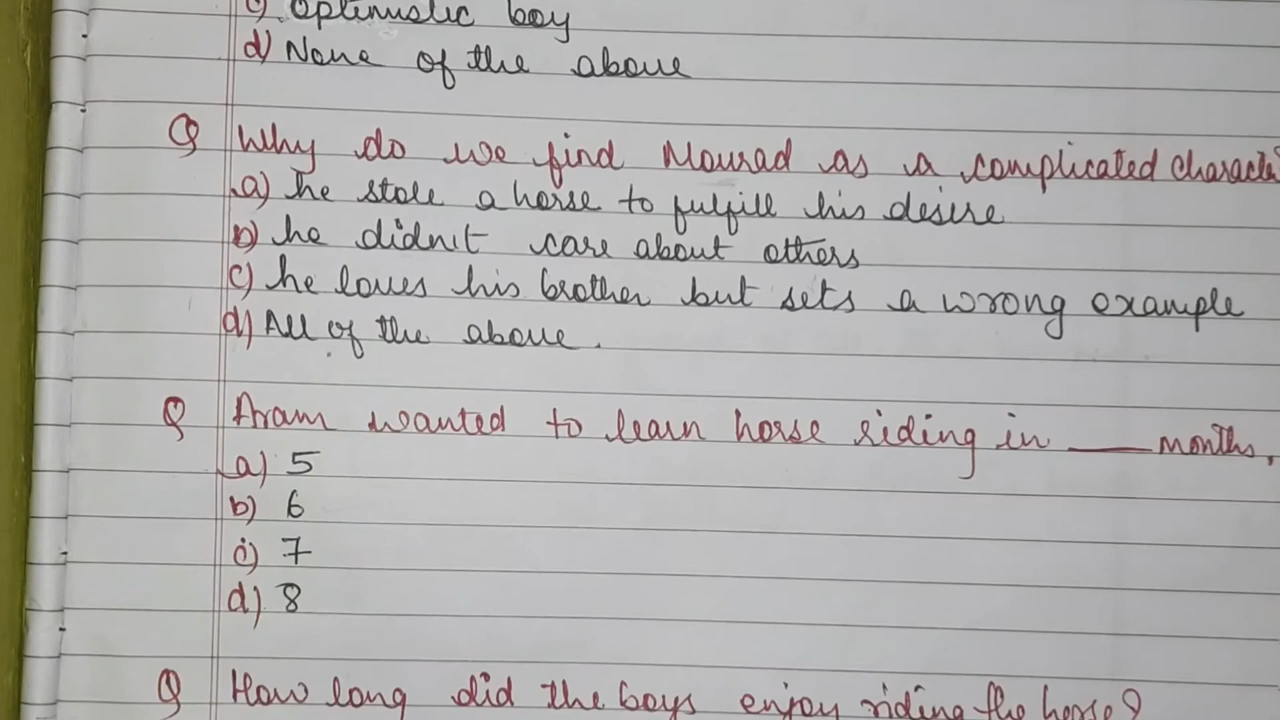 c) Optimistic boy
d) None of the above
Q Why do we find Mourad as a complicated character
a) he stole a horse to fulfill his desire
b) he didn't care about others
c) he loves his brother but sets a wrong example
d) All of the above.
Q Aram wanted to learn horse riding in ___ months.
a) 5
b) 6
c) 7
d) 8
Q How long did the boys enjoy riding the horse?